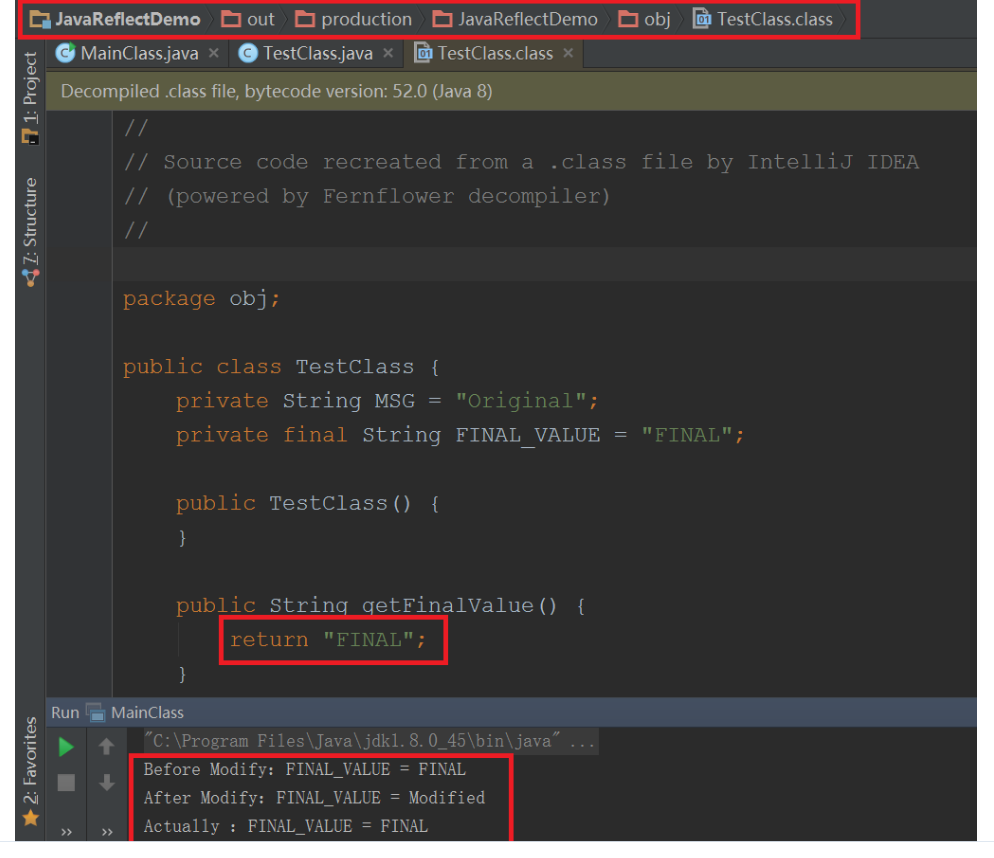 JavaReflectDemo out production JavaReflectDemo obj TestClass.class
MainClass.java × TestClass.java × TestClass.class ×
1: Project
7: Structure
2: Favorites
Decompiled .class file, bytecode version: 52.0 (Java 8)
//
// Source code recreated from a .class file by IntelliJ IDEA
// (powered by Fernflower decompiler)
//
package obj;
public class TestClass {
private String MSG = "Original";
private final String FINAL_VALUE = "FINAL";
public TestClass() {
}
public String getFinalValue() {
return "FINAL";
}
Run MainClass
"C:\Program Files\Java\jdk1.8.0_45\bin\java" ...
Before Modify: FINAL_VALUE = FINAL
After Modify: FINAL_VALUE = Modified
Actually : FINAL_VALUE = FINAL